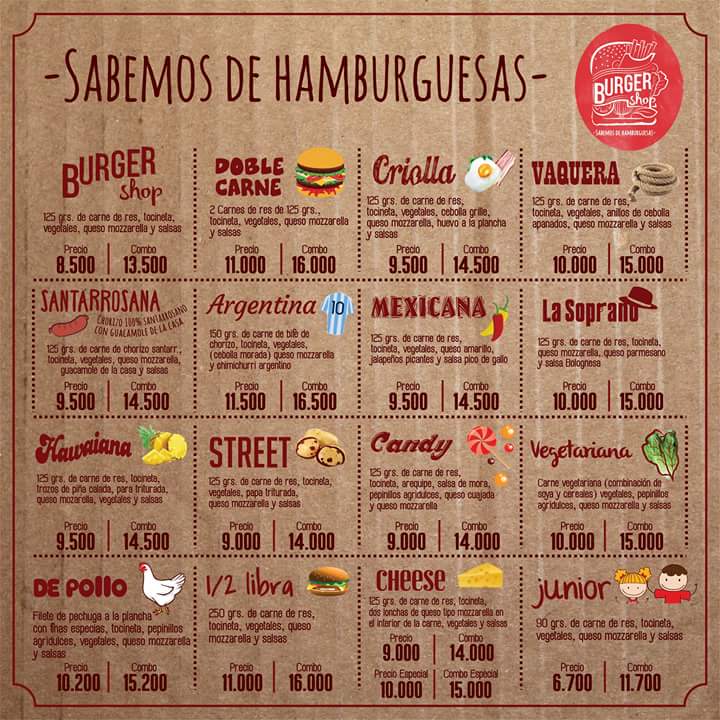 -SABEMOS DE HAMBURGUESAS-
BURGER
shop
-SABEMOS DE HAMBURGUESAS-
BURGER
shop
125 grs. de carne de res, tocineta,
vegetales, queso mozzarella y salsas
Precio
8.500
Combo
13.500
DOBLE
CARNE
2 Carnes de res de 125 grs.,
tocineta, vegetales, queso mozzarella
y salsas
Precio
11.000
Combo
16.000
Criolla
125 grs. de carne de res,
tocineta, vegetales, cebolla grille,
queso mozzarella, huevo a la plancha
y salsas
Precio
9.500
Combo
14.500
VAQUERA
125 grs. de carne de res,
tocineta, vegetales, anillos de cebolla
apanados, queso mozarella y salsas
Precio
10.000
Combo
15.000
SANTARROSANA
CHORIZO 100% SANTARROSANO
CON GUACALMOLE DE LA CASA
125 grs. de carne de chorizo santarr.,
tocineta, vegetales, queso mozzarella,
guacamole de la casa y salsas
Precio
9.500
Combo
14.500
Argentina
10
150 grs. de carne de bife de
chorizo, tocineta, vegetales,
(cebolla morada) queso mozzarella
y chimichurri argentino
Precio
11.500
Combo
16.500
MEXICANA
125 grs. de carne de res,
tocineta, vegetales, queso amarillo,
jalapeños picantes y salsa pico de gallo
Precio
9.500
Combo
14.500
La Soprano
125 grs. de carne de res, tocineta,
queso mozzarella, queso parmesano
y salsa Bolognesa
Precio
10.000
Combo
15.000
Hawaiana
125 grs. de carne de res, tocineta,
trozos de piña calada, para triturada,
queso mozarella, vegetales y salsas
Precio
9.500
Combo
14.500
STREET
125 grs. de carne de res, tocineta,
vegetales, papa triturada,
queso mozzarella y salsas
Precio
9.000
Combo
14.000
Candy
125 grs. de carne de res,
tocineta, arequipe, salsa de mora,
pepinillos agridulces, queso cuajada
y queso mozzarella
Precio
9.000
Combo
14.000
Vegetariana
Carne vegetariana (combinación de
soya y cereales) vegetales, pepinillos
agridulces, queso mozzarella y salsas
Precio
10.000
Combo
15.000
DE POLLO
Filete de pechuga a la plancha
con finas especias, tocineta, pepinillos
agridulces, vegetales, queso mozzarella
y salsas
Precio
10.200
Combo
15.200
1/2 libra
250 grs. de carne de res,
tocineta, vegetales, queso
mozzarella y salsas
Precio
11.000
Combo
16.000
CHEESE
125 grs. de carne de res, tocineta,
dos lonchas de queso tipo mozzarella en
el interior de la carne, vegetales y salsas
Precio
9.000
Combo
14.000
Precio Especial
10.000
Combo Especial
15.000
junior
90 grs. de carne de res, tocineta,
vegetales, queso mozzarella y salsas
Precio
6.700
Combo
11.700